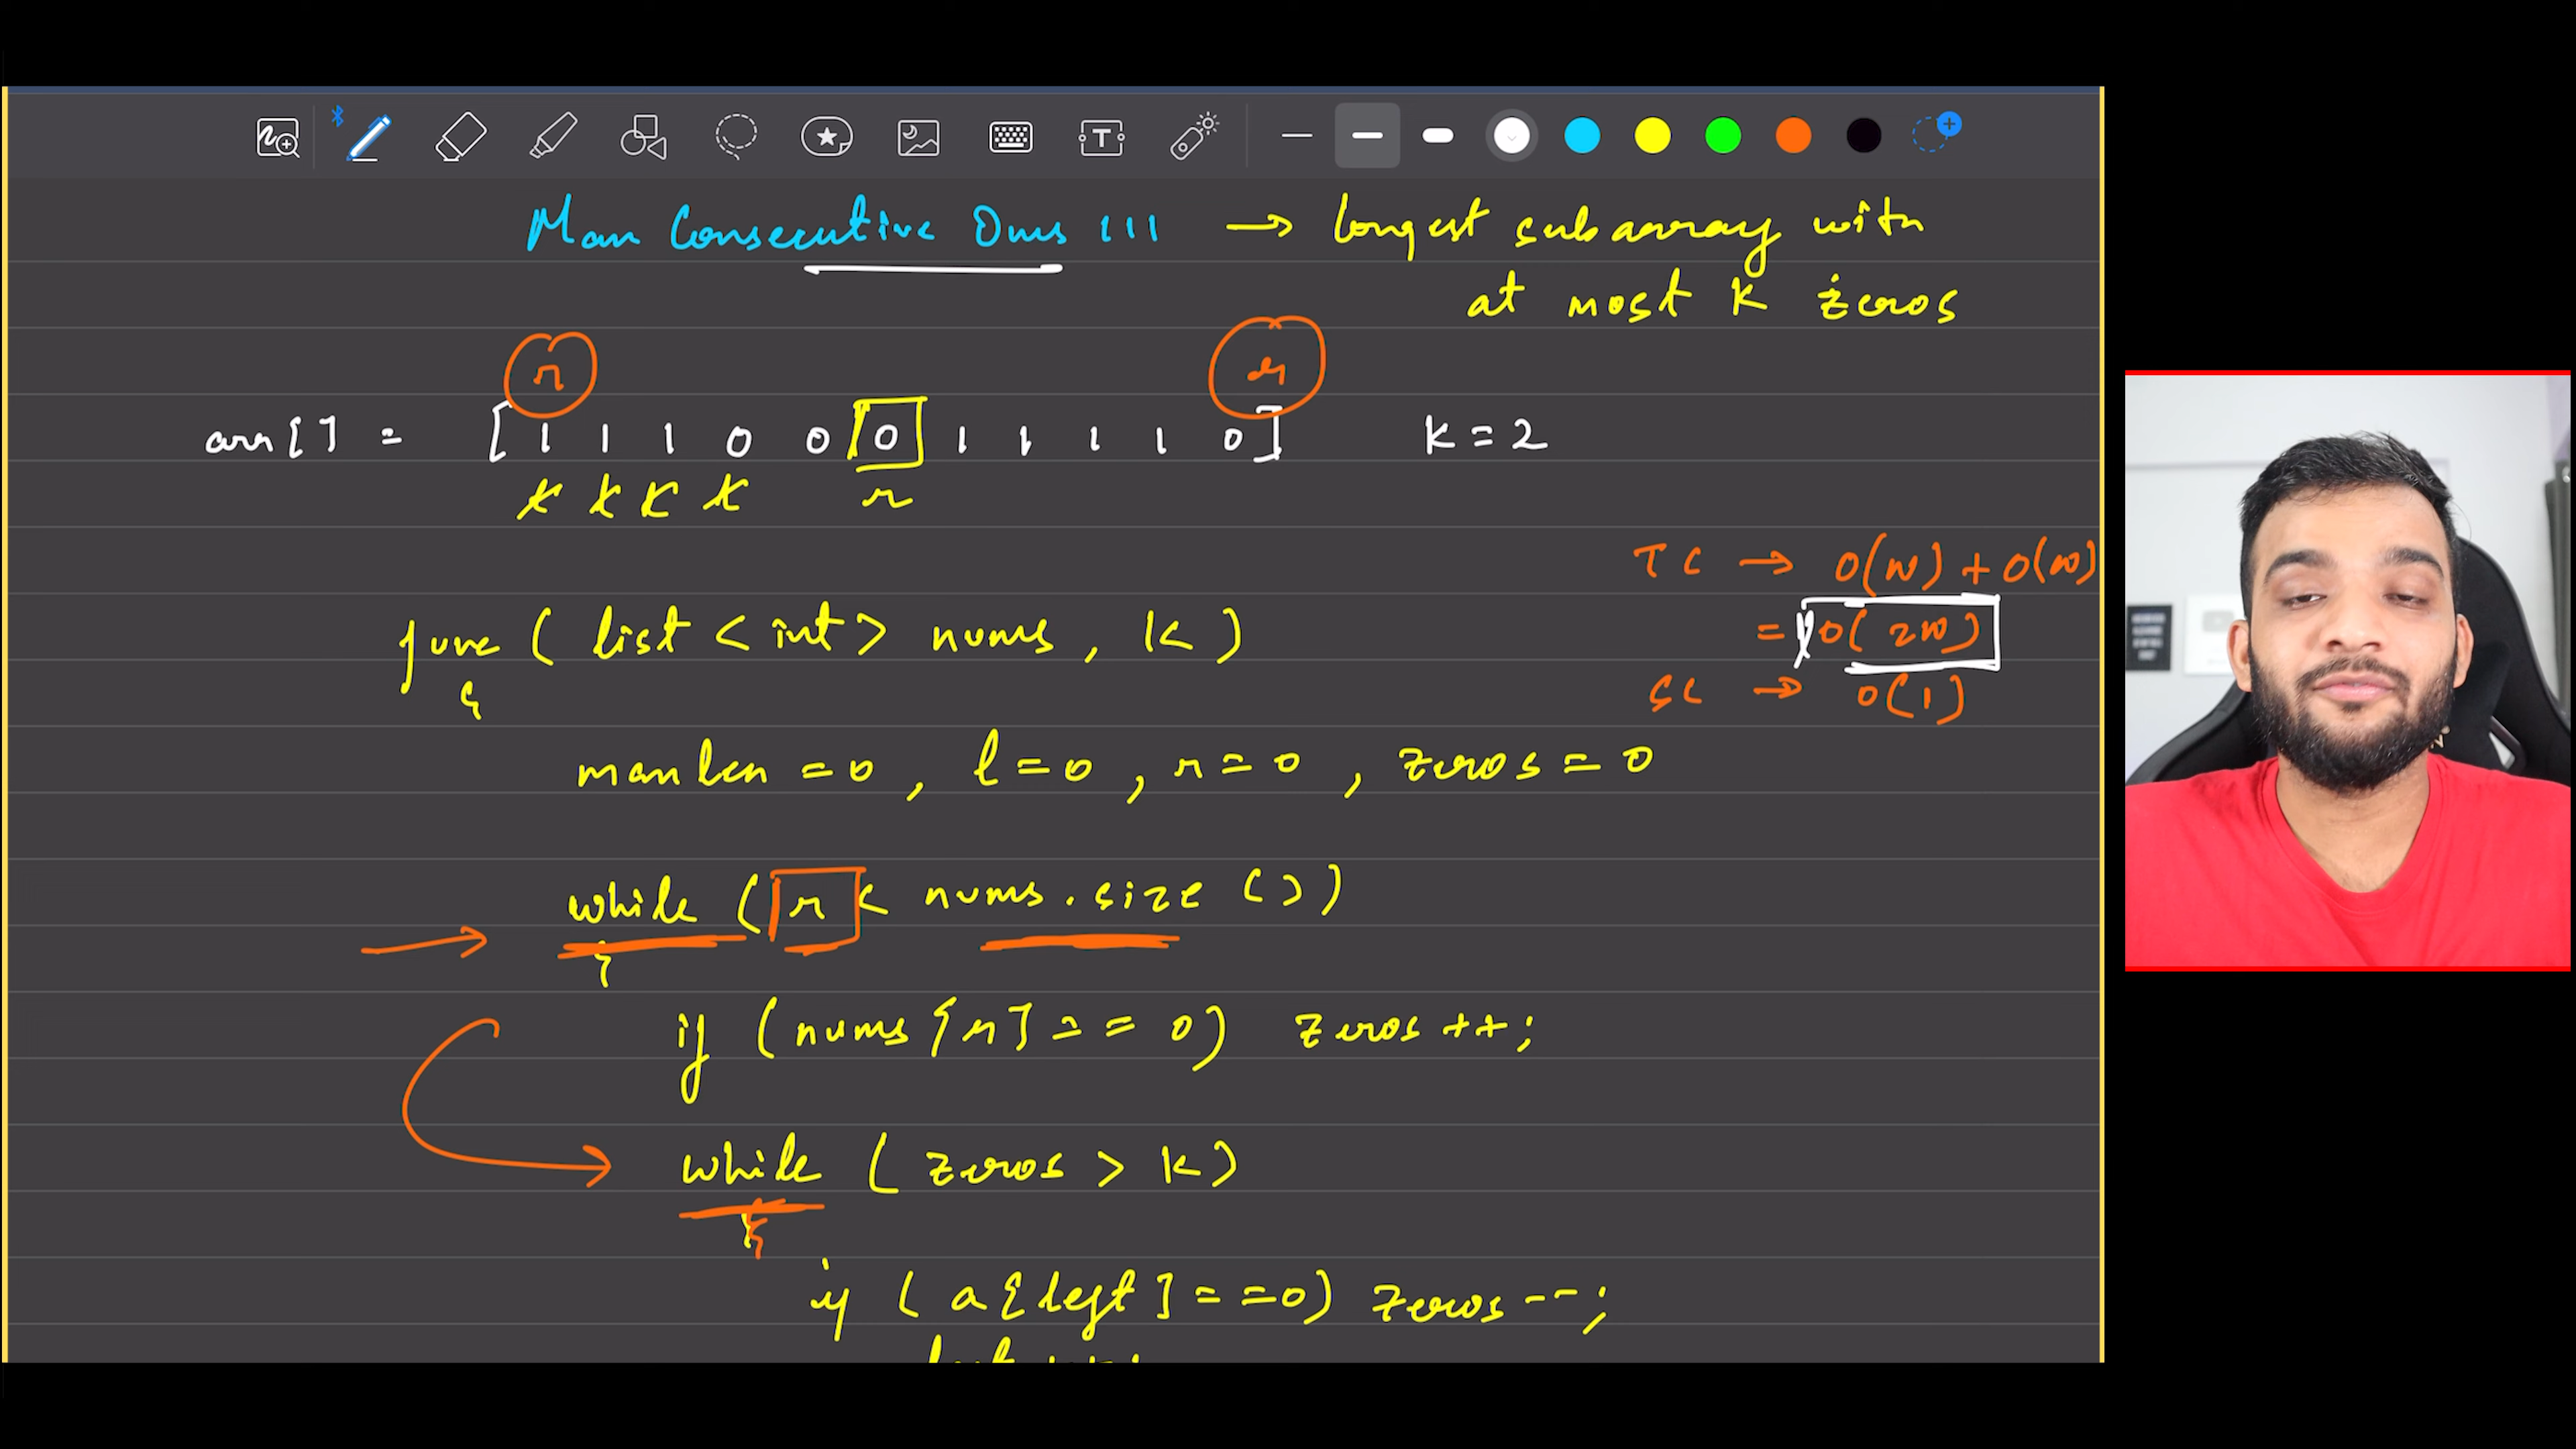 Max Consecutive Ones III → longest subarray with
at most K zeros
r r
arr[] = [ 1 1 1 0 0 0 1 1 1 1 0 ] K = 2
r
TC → O(N) + O(N)
= O(2N)
SC → O(1)
func ( list < int > nums , k )
{
maxlen = 0 , l = 0 , r = 0 , zeros = 0
while ( r < nums.size () )
{
if ( nums[r] == 0 ) zeros ++ ;
while ( zeros > k )
{
if ( a[left] == 0 ) zeros -- ;